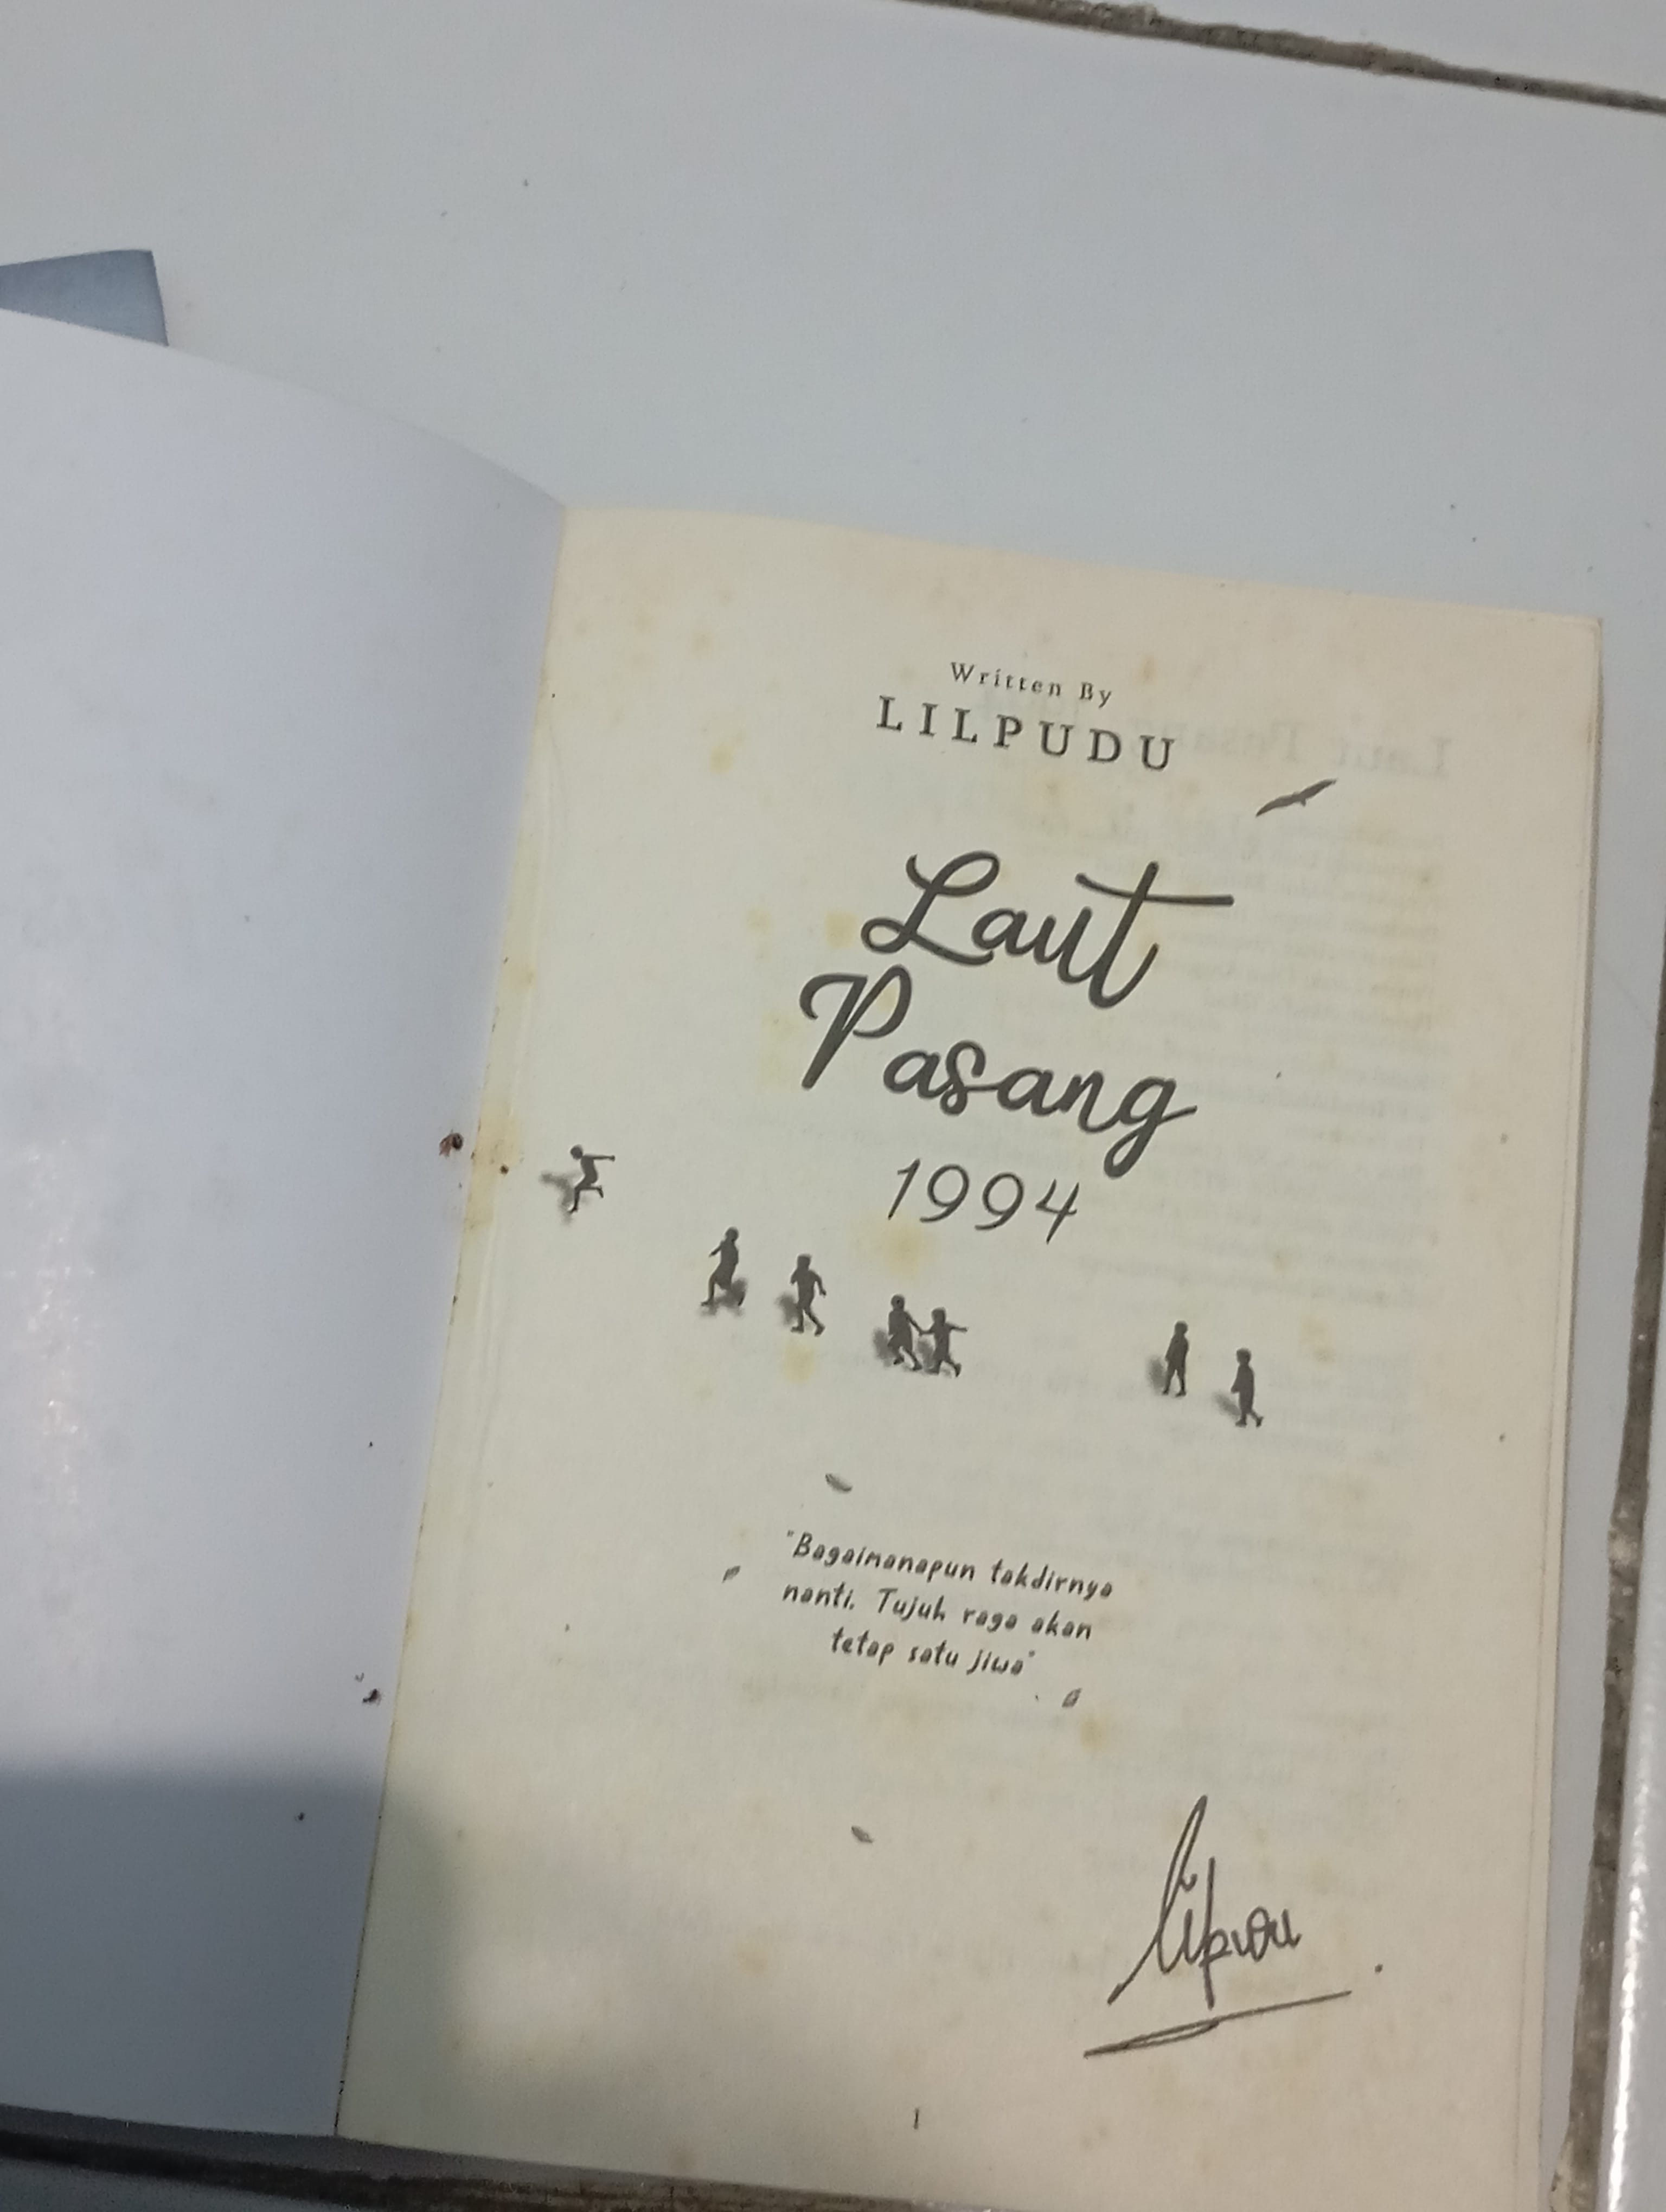 Written By
LILPUDU
Laut
Pasang
1994
"Bagaimanapun takdirnya
nanti. Tujuh raga akan
tetap satu jiwa"
1